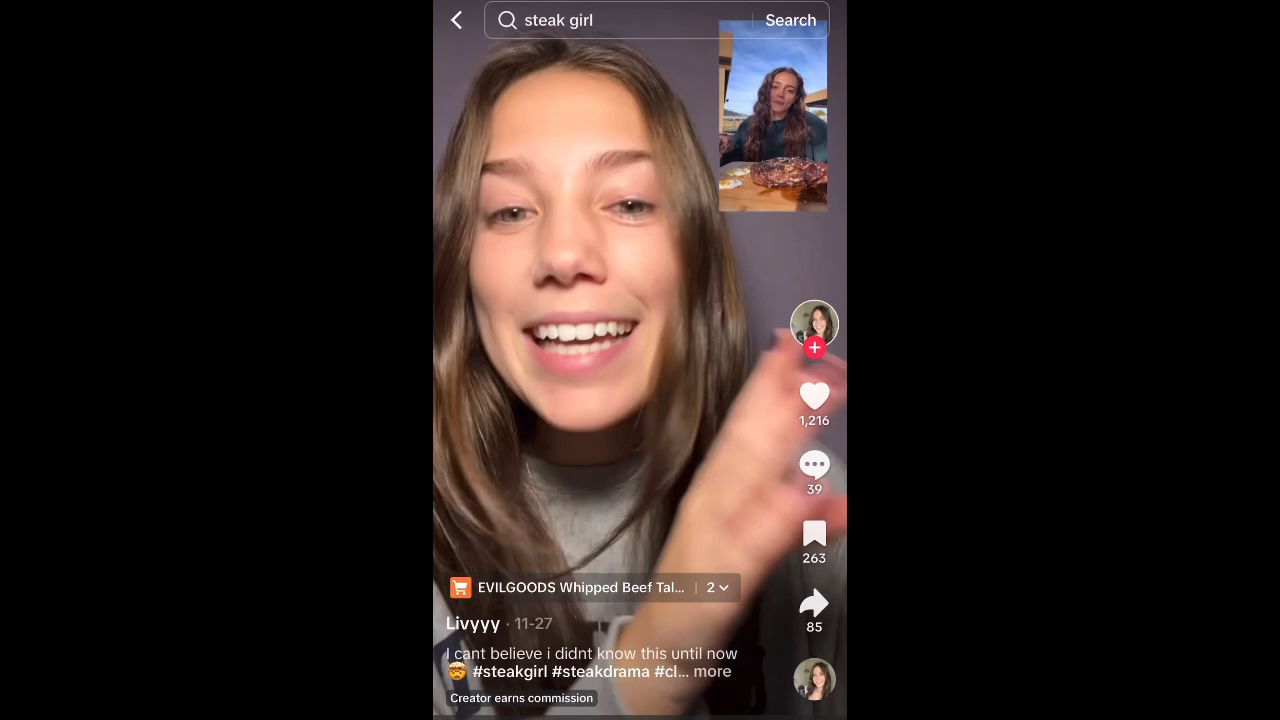 steak girl
Search
1,216
39
263
EVILGOODS Whipped Beef Tal... | 2
85
Livyyy · 11-27
I cant believe i didnt know this until now
🤯 #steakgirl #steakdrama #cl... more
Creator earns commission